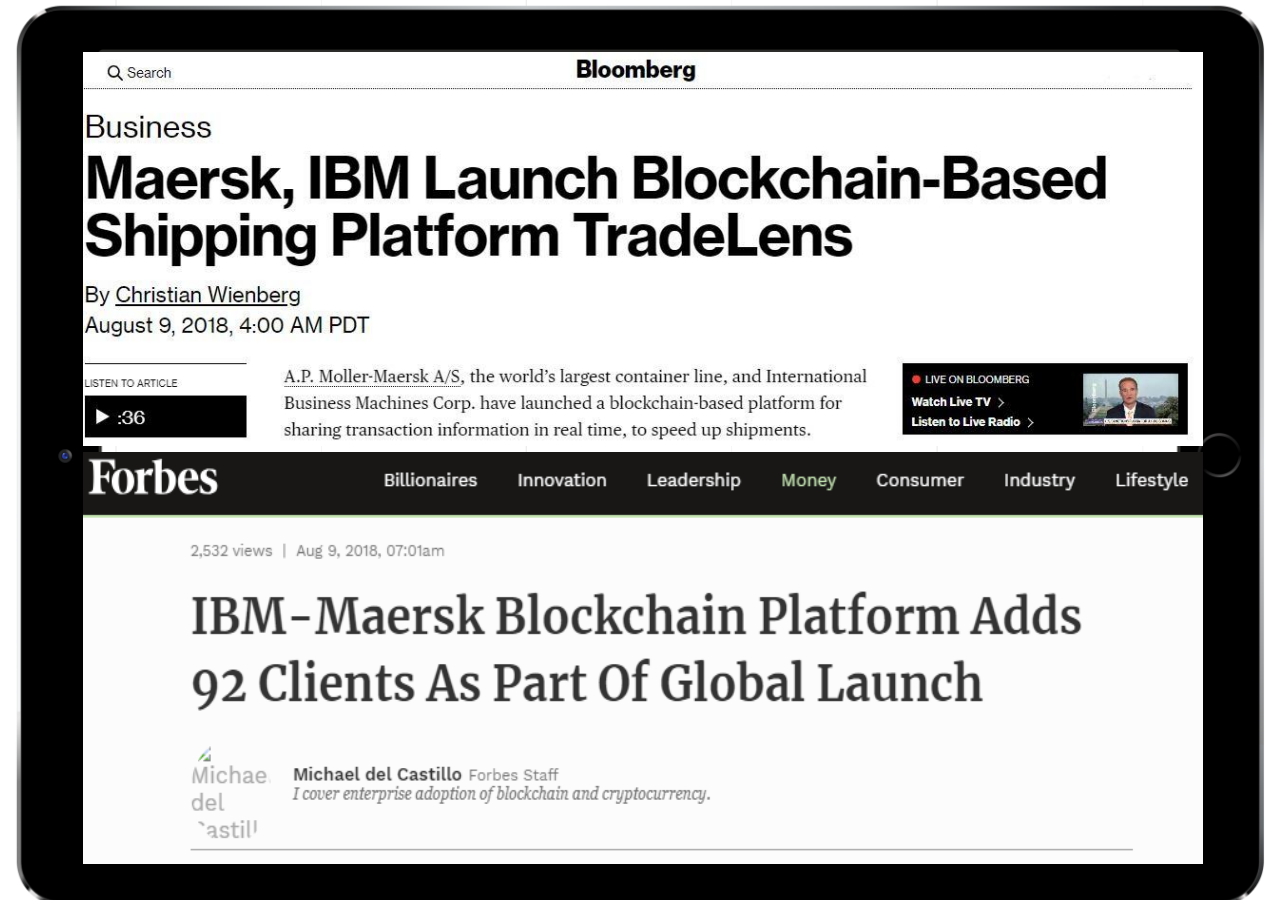 Search
Bloomberg
Business
Maersk, IBM Launch Blockchain-Based
Shipping Platform TradeLens
By Christian Wienberg
August 9, 2018, 4:00 AM PDT
LISTEN TO ARTICLE
:36
A.P. Moller-Maersk A/S, the world's largest container line, and International
Business Machines Corp. have launched a blockchain-based platform for
sharing transaction information in real time, to speed up shipments.
LIVE ON BLOOMBERG
Watch Live TV
Listen to Live Radio
Forbes
Billionaires Innovation Leadership Money Consumer Industry Lifestyle
2,532 views | Aug 9, 2018, 07:01am
IBM-Maersk Blockchain Platform Adds
92 Clients As Part Of Global Launch
Michae
del
Castill
Michael del Castillo Forbes Staff
I cover enterprise adoption of blockchain and cryptocurrency.